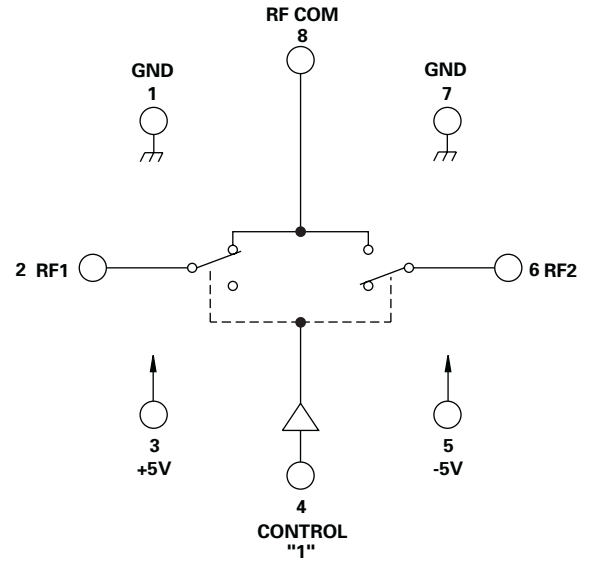 RF COM
8
GND
1
GND
7
2 RF1
6 RF2
3
+5V
5
-5V
4
CONTROL
"1"